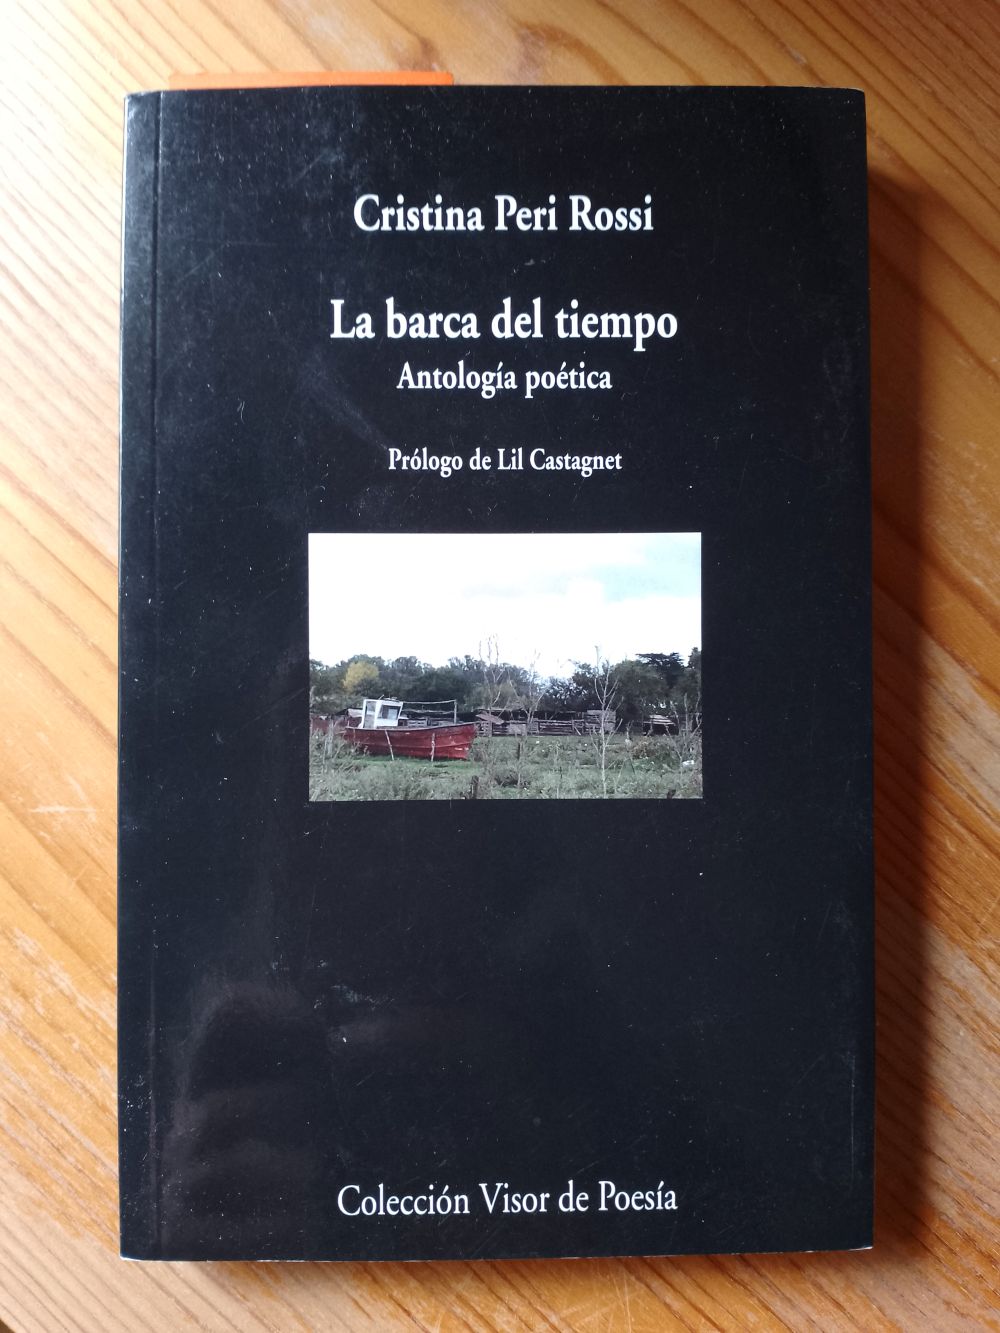 Cristina Peri Rossi
La barca del tiempo
Antología poética
Prólogo de Lil Castagnet
Colección Visor de Poesía